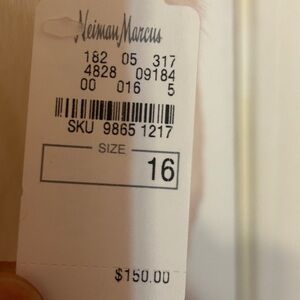 Neiman Marcus
182 05 317
4828 09184
00 016 5
SKU 9865 1217
SIZE
16
$150.00